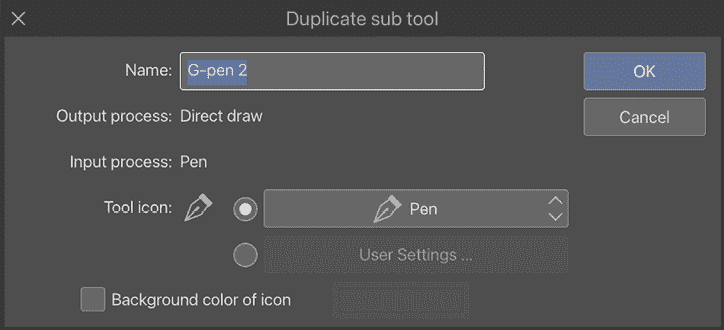 Duplicate sub tool
Name: G-pen 2
OK
Output process: Direct draw
Cancel
Input process: Pen
Tool icon: Pen
User Settings ...
Background color of icon